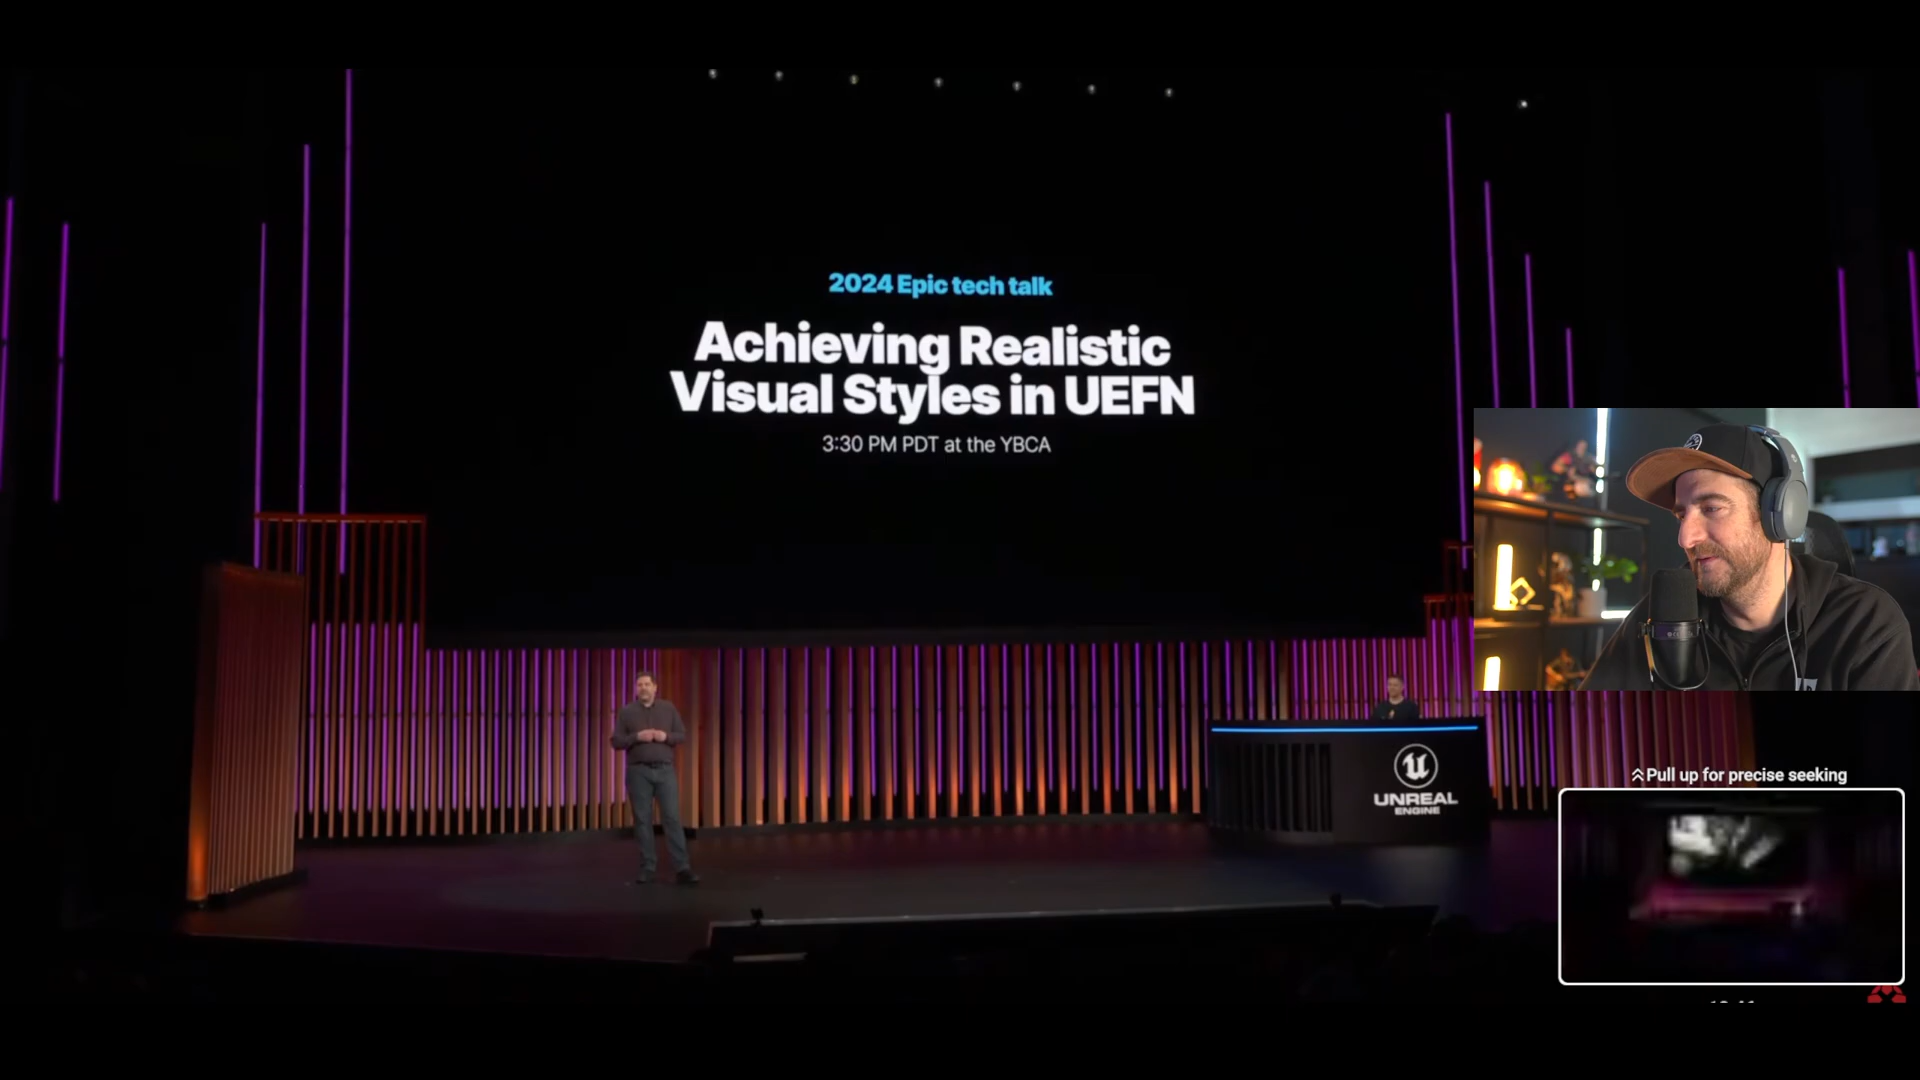 2024 Epic tech talk
Achieving Realistic
Visual Styles in UEFN
3:30 PM PDT at the YBCA
UNREAL
ENGINE
Pull up for precise seeking